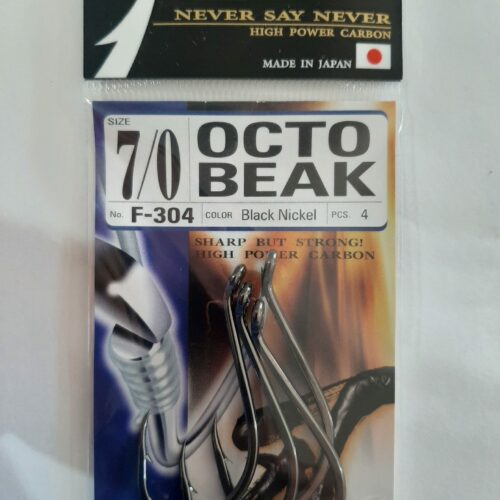 NEVER SAY NEVER
HIGH POWER CARBON
MADE IN JAPAN
SIZE
7/0
OCTO
BEAK
No. F-304 COLOR Black Nickel PCS. 4
SHARP BUT STRONG!
HIGH POWER CARBON